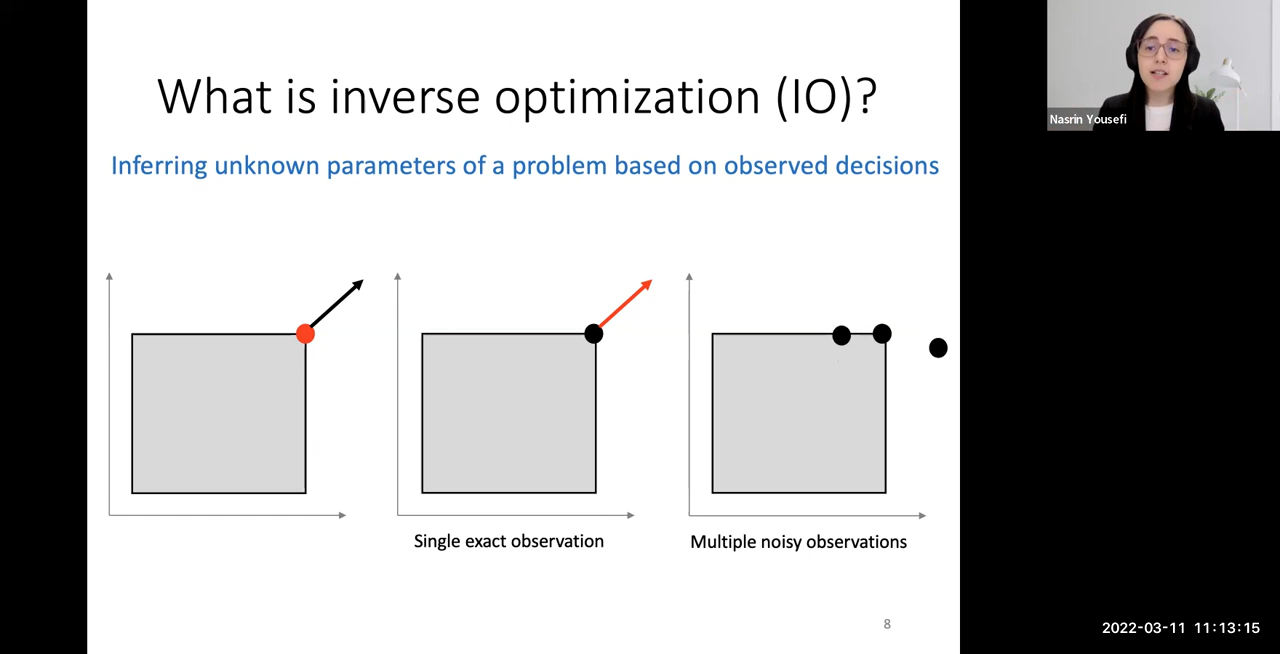 What is inverse optimization (IO)?
Inferring unknown parameters of a problem based on observed decisions
Single exact observation
Multiple noisy observations
8
Nasrin Yousefi
2022-03-11 11:13:15